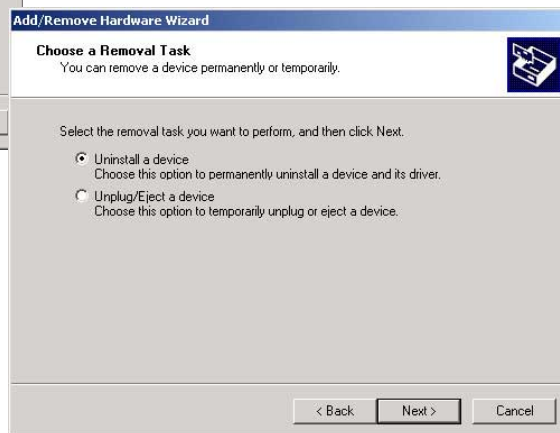 Add/Remove Hardware Wizard
Choose a Removal Task
You can remove a device permanently or temporarily.
Select the removal task you want to perform, and then click Next.
Uninstall a device
Choose this option to permanently uninstall a device and its driver.
Unplug/Eject a device
Choose this option to temporarily unplug or eject a device.
< Back Next > Cancel